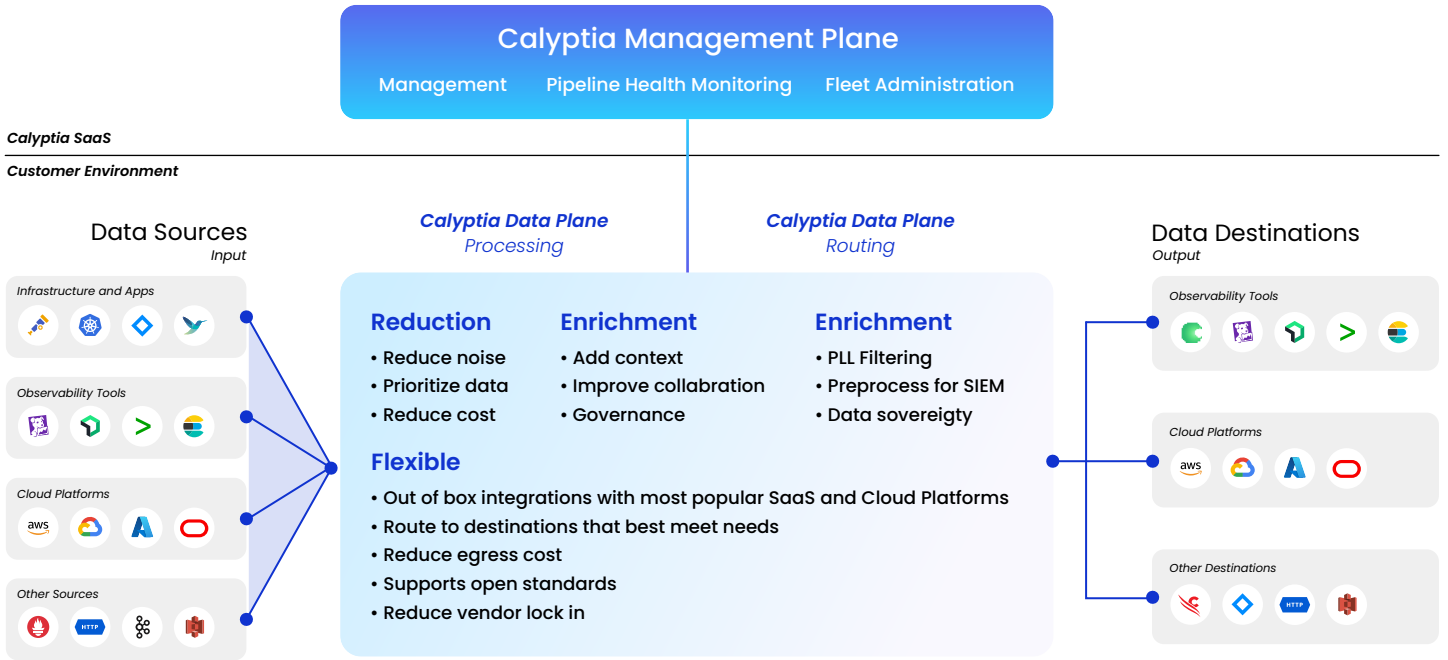 Calyptia Management Plane
Management Pipeline Health Monitoring Fleet Administration
Calyptia SaaS
Customer Environment
Data Sources
Input
Infrastructure and Apps
Observability Tools
Cloud Platforms
aws
Other Sources
HTTP
Calyptia Data Plane
Processing
Calyptia Data Plane
Routing
Reduction
• Reduce noise
• Prioritize data
• Reduce cost
Enrichment
• Add context
• Improve collabration
• Governance
Enrichment
• PLL Filtering
• Preprocess for SIEM
• Data sovereigty
Flexible
• Out of box integrations with most popular SaaS and Cloud Platforms
• Route to destinations that best meet needs
• Reduce egress cost
• Supports open standards
• Reduce vendor lock in
Data Destinations
Output
Observability Tools
Cloud Platforms
aws
Other Destinations
HTTP